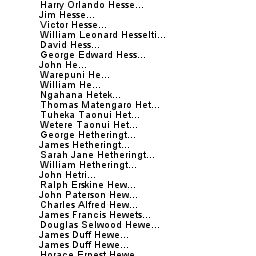 Harry Orlando Hesse...
Jim Hesse...
Victor Hesse...
William Leonard Hesselti...
David Hess...
George Edward Hess...
John He...
Warepuni He...
William He...
Ngahana Hetek...
Thomas Matengaro Het...
Tuheka Taonui Het...
Wetere Taonui Het...
George Hetheringt...
James Hetheringt...
Sarah Jane Hetheringt...
William Hetheringt...
John Hetri...
Ralph Erskine Hew...
John Paterson Hew...
Charles Alfred Hew...
James Francis Hewets...
Douglas Selwood Hewe...
James Duff Hewe...
James Duff Hewe...
Horace Ernest Hewe